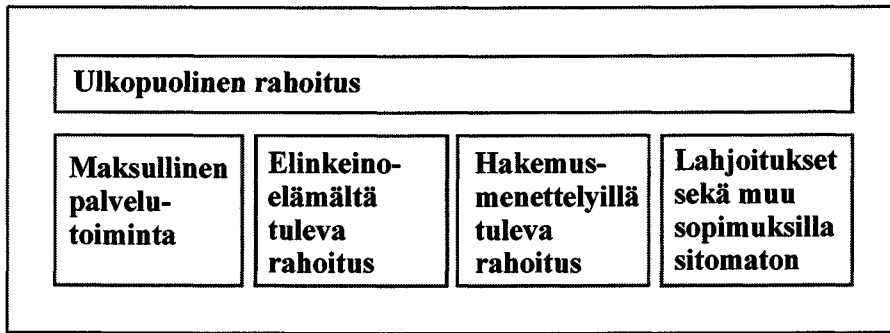 Ulkopuolinen rahoitus
Maksullinen
palvelu-
toiminta
Elinkeino-
elämältä
tuleva
rahoitus
Hakemus-
menettelyillä
tuleva
rahoitus
Lahjoitukset
sekä muu
sopimuksilla
sitomaton